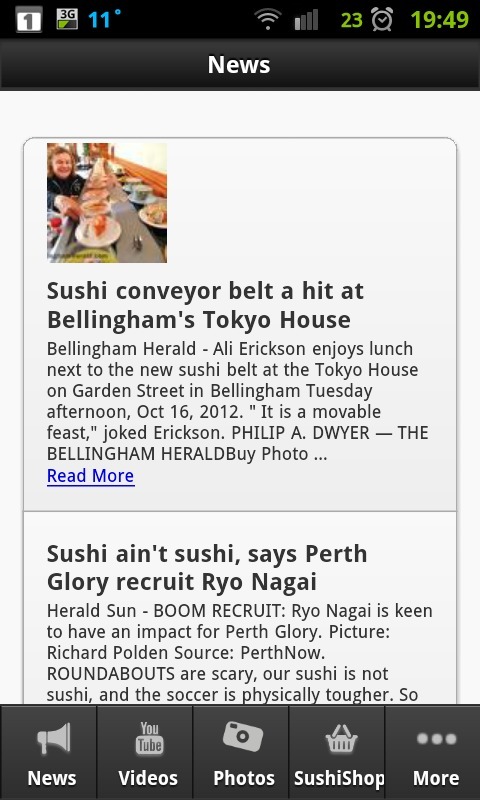 1 3G 11° 23 19:49
News
Sushi conveyor belt a hit at
Bellingham's Tokyo House
Bellingham Herald - Ali Erickson enjoys lunch
next to the new sushi belt at the Tokyo House
on Garden Street in Bellingham Tuesday
afternoon, Oct 16, 2012. " It is a movable
feast," joked Erickson. PHILIP A. DWYER — THE
BELLINGHAM HERALDBuy Photo ...
Read More
Sushi ain't sushi, says Perth
Glory recruit Ryo Nagai
Herald Sun - BOOM RECRUIT: Ryo Nagai is keen
to have an impact for Perth Glory. Picture:
Richard Polden Source: PerthNow.
ROUNDABOUTS are scary, our sushi is not
sushi, and the soccer is physically tougher. So
You
Tube
News Videos Photos SushiShop More